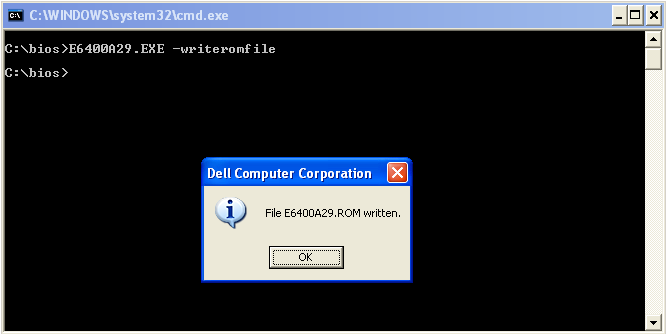 C:\WINDOWS\system32\cmd.exe
C:\bios>E6400A29.EXE -writeromfile
C:\bios>
Dell Computer Corporation
File E6400A29.ROM written.
OK